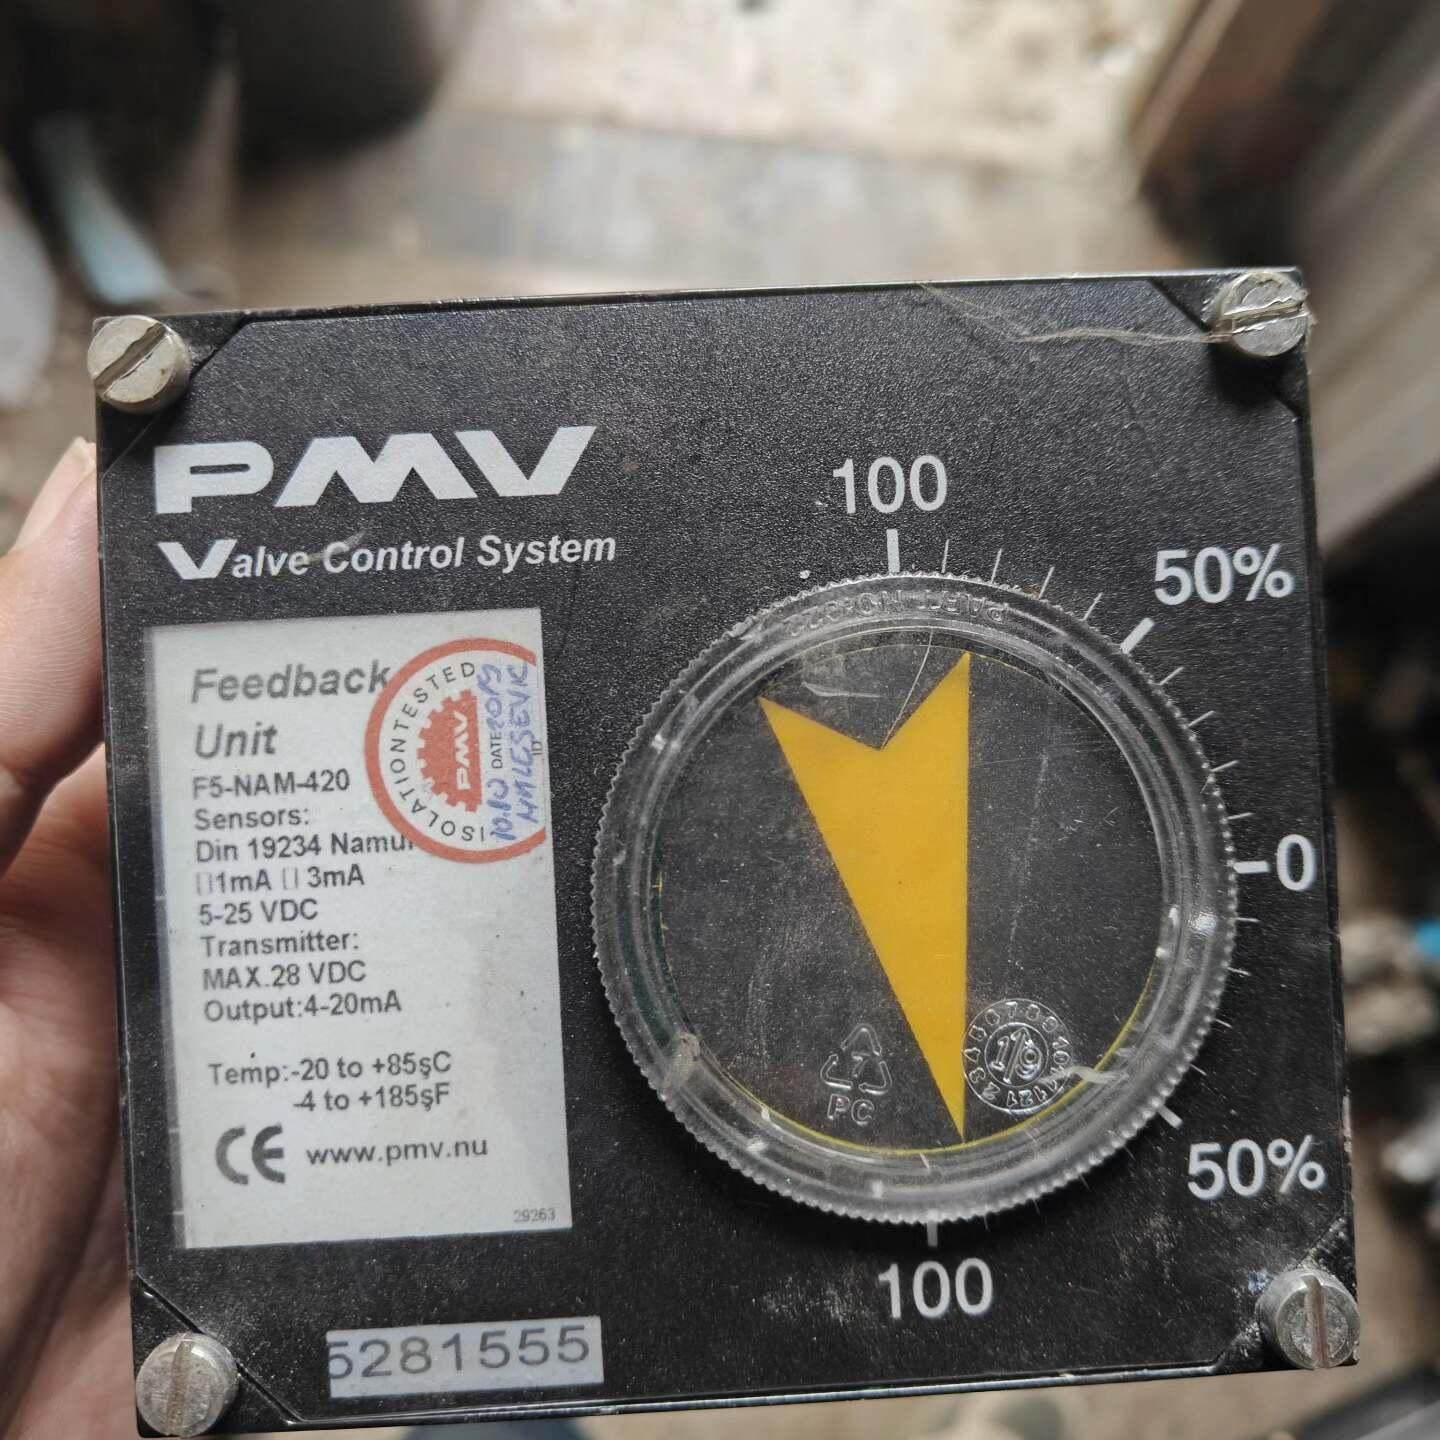 PMV
Valve Control System
100
50%
0
50%
100
Feedback
Unit
F5-NAM-420
Sensors:
Din 19234 Namur
1mA 3mA
5-25 VDC
Transmitter:
MAX.28 VDC
Output:4-20mA
Temp:-20 to +85şC
-4 to +185şF
CE www.pmv.nu
29263
ISOLATIONTESTED
PMV
DATE
ID
PC
5281555